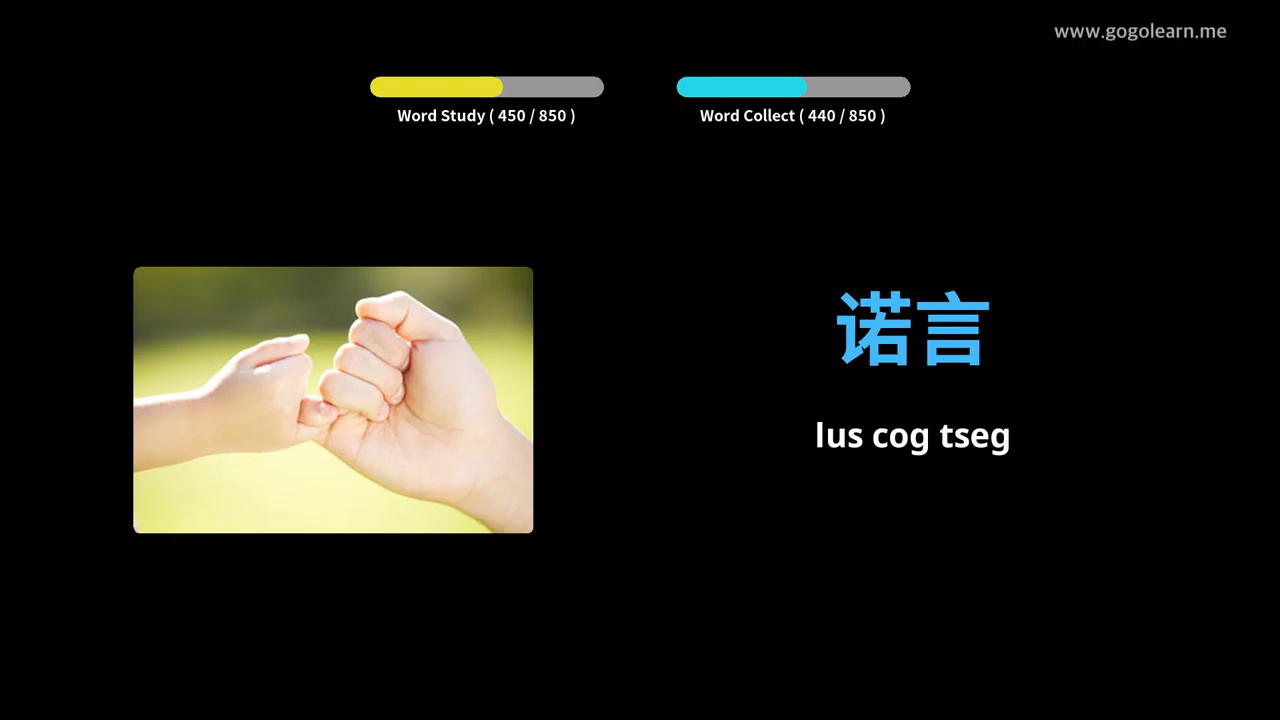 www.gogolearn.me
Word Study ( 450 / 850 )
Word Collect ( 440 / 850 )
诺言
lus cog tseg